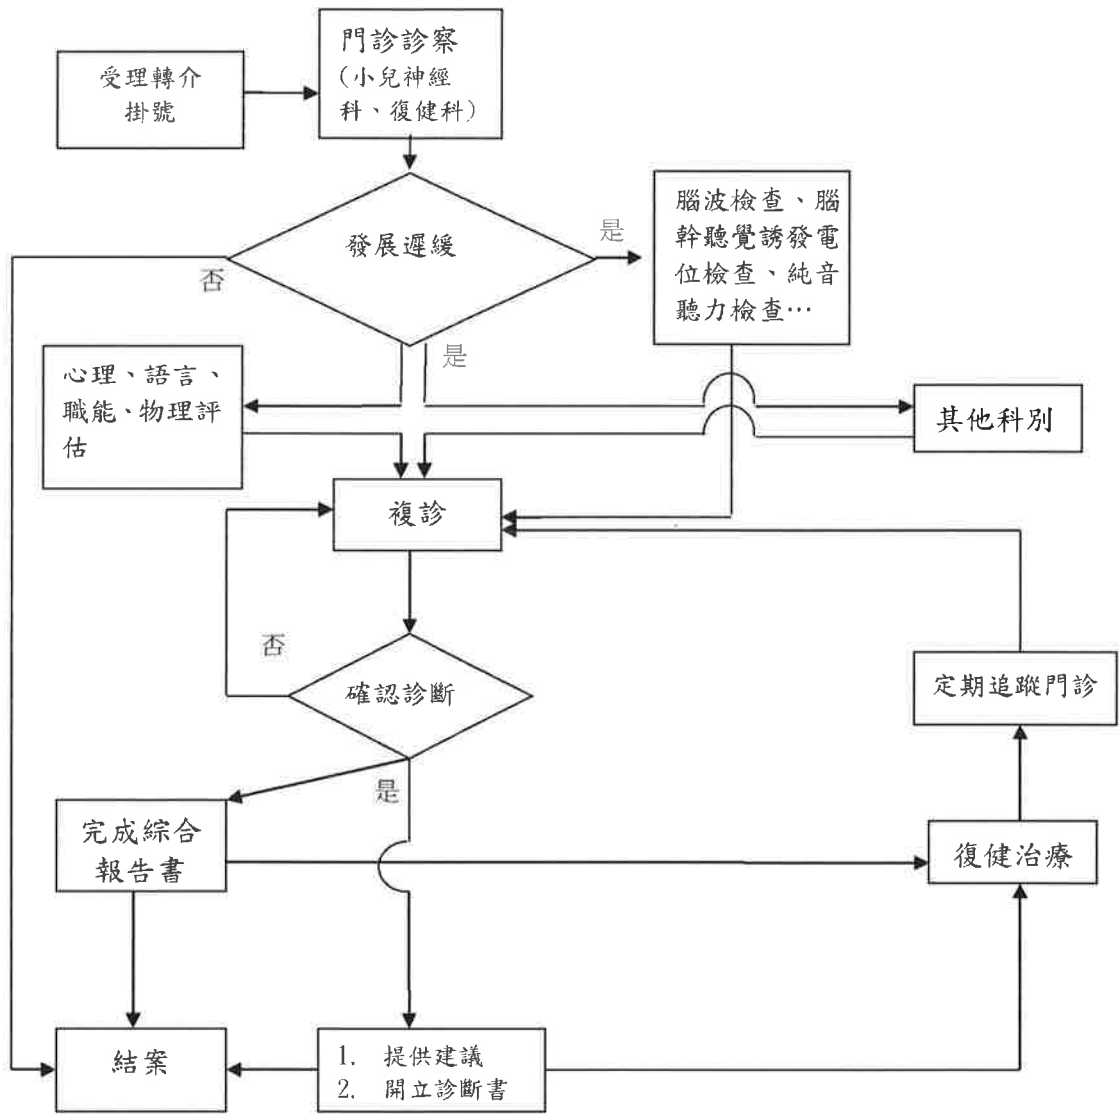 受理轉介
掛號
門診診察
(小兒神經
科、復健科)
發展遲緩
是
否
是
腦波檢查、腦
幹聽覺誘發電
位檢查、純音
聽力檢查…
心理、語言、
職能、物理評
估
其他科別
複診
否
確認診斷
是
定期追蹤門診
完成綜合
報告書
復健治療
結案
1. 提供建議
2. 開立診斷書